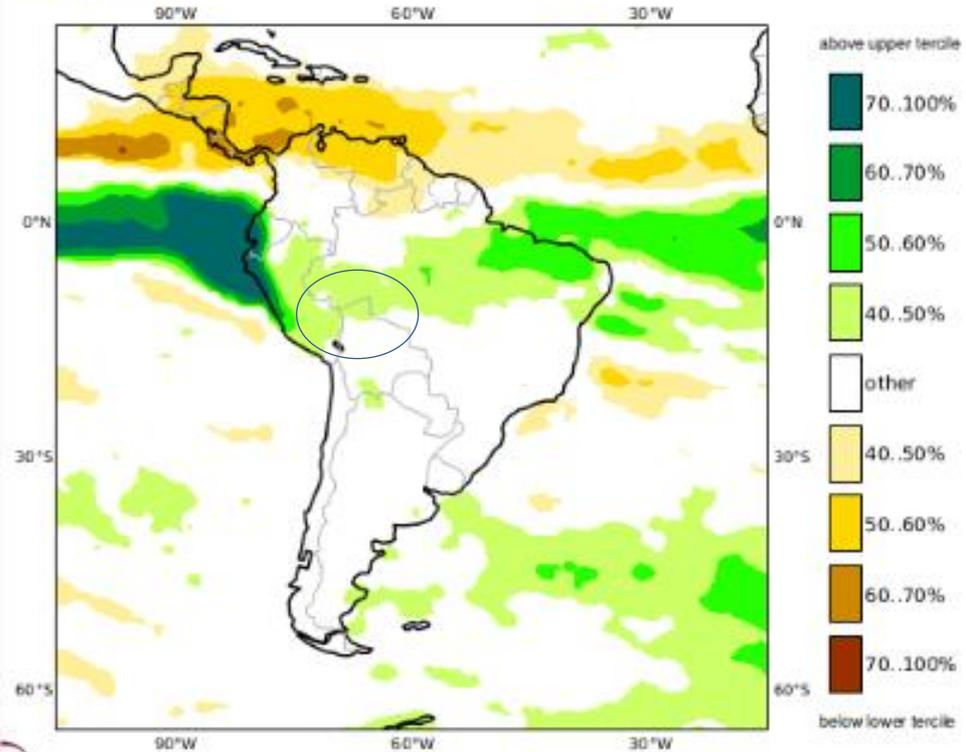 90°W 60°W 30°W
above upper tercile
70..100%
60..70%
0°N 0°N
50..60%
40..50%
other
30°S 30°S
40..50%
50..60%
60..70%
70..100%
60°S 60°S
below lower tercile
90°W 60°W 30°W